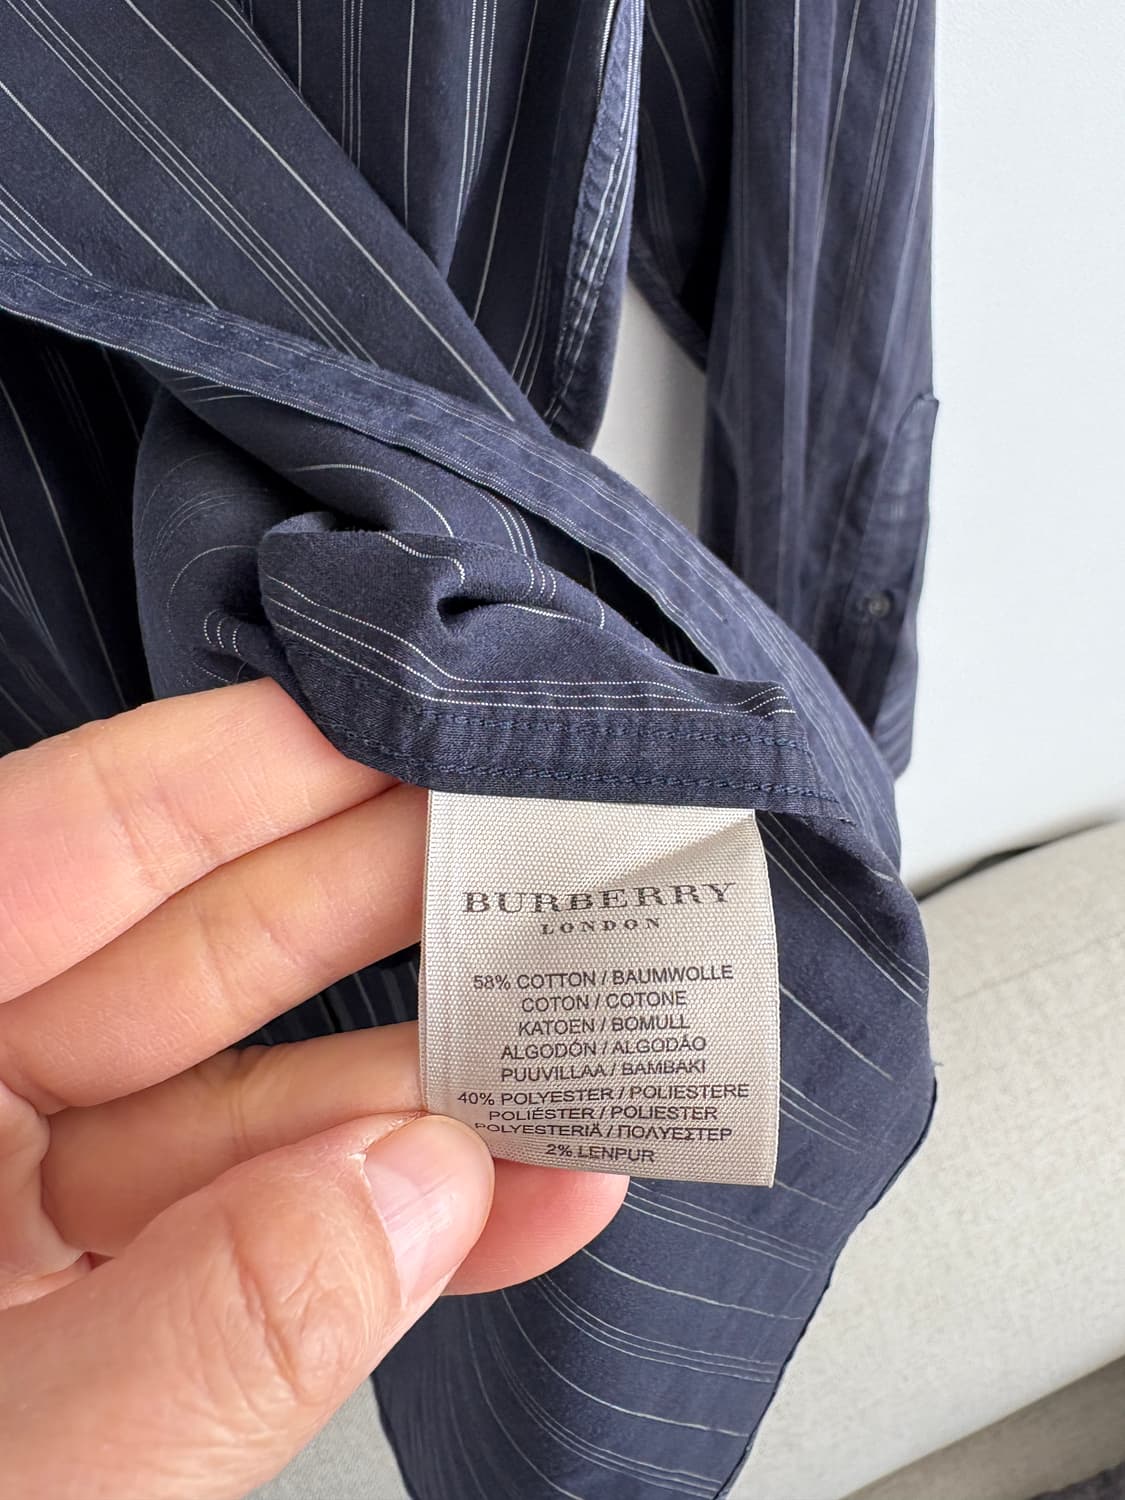 BURBERRY
LONDON
58% COTTON / BAUMWOLLE
COTON / COTONE
KATOEN / BOMULL
ALGODÓN / ALGODÃO
PUUVILLAA / BAMBAKI
40% POLYESTER / POLIESTERE
POLIÉSTER / POLIESTER
POLYESTERIÄ / ΠΟΛΥΕΣΤΕΡ
2% LENPUR